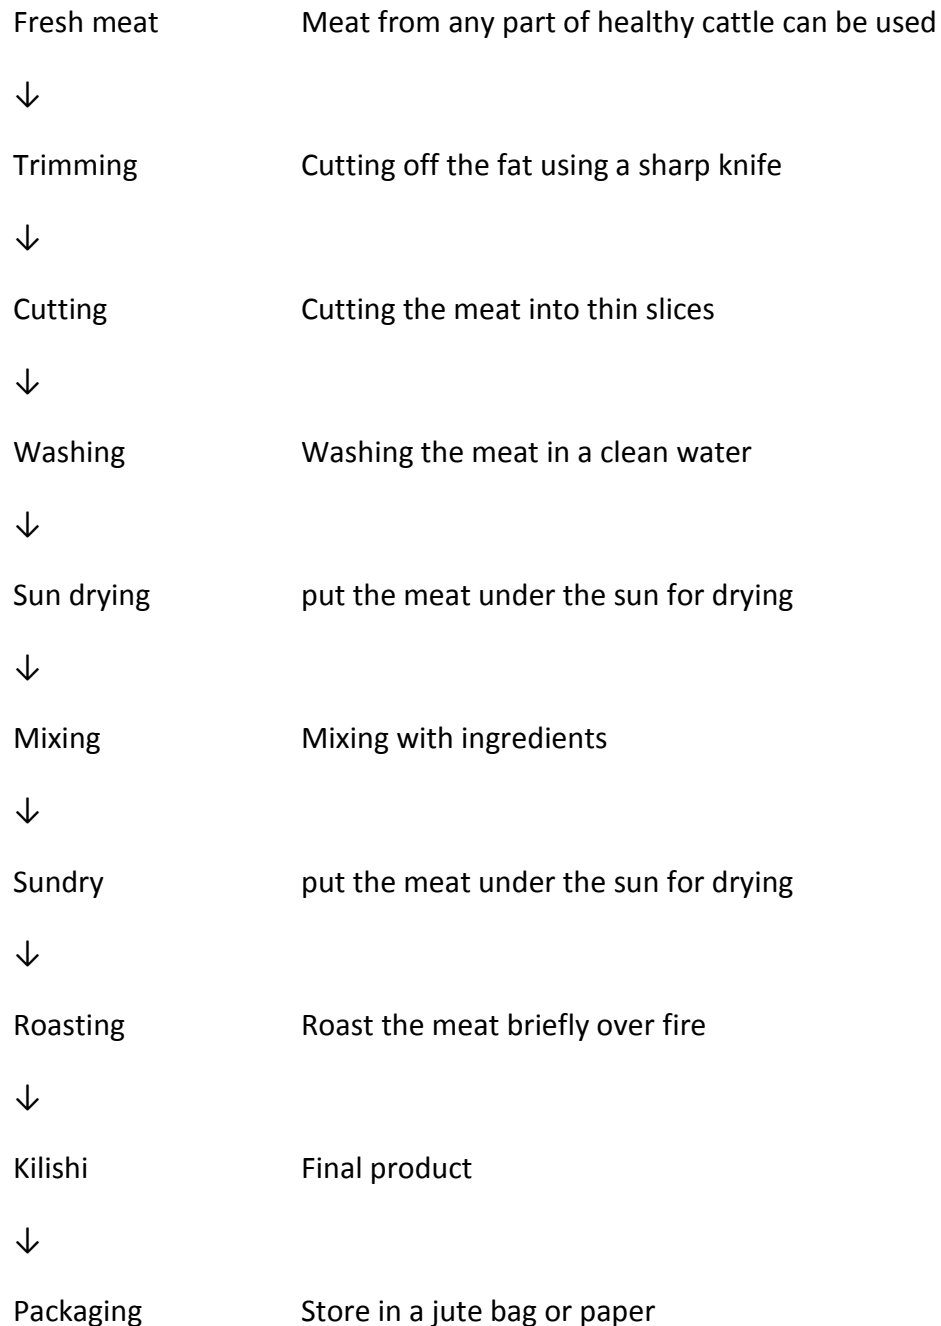 Fresh meat Meat from any part of healthy cattle can be used
↓
Trimming Cutting off the fat using a sharp knife
↓
Cutting Cutting the meat into thin slices
↓
Washing Washing the meat in a clean water
↓
Sun drying put the meat under the sun for drying
↓
Mixing Mixing with ingredients
↓
Sundry put the meat under the sun for drying
↓
Roasting Roast the meat briefly over fire
↓
Kilishi Final product
↓
Packaging Store in a jute bag or paper